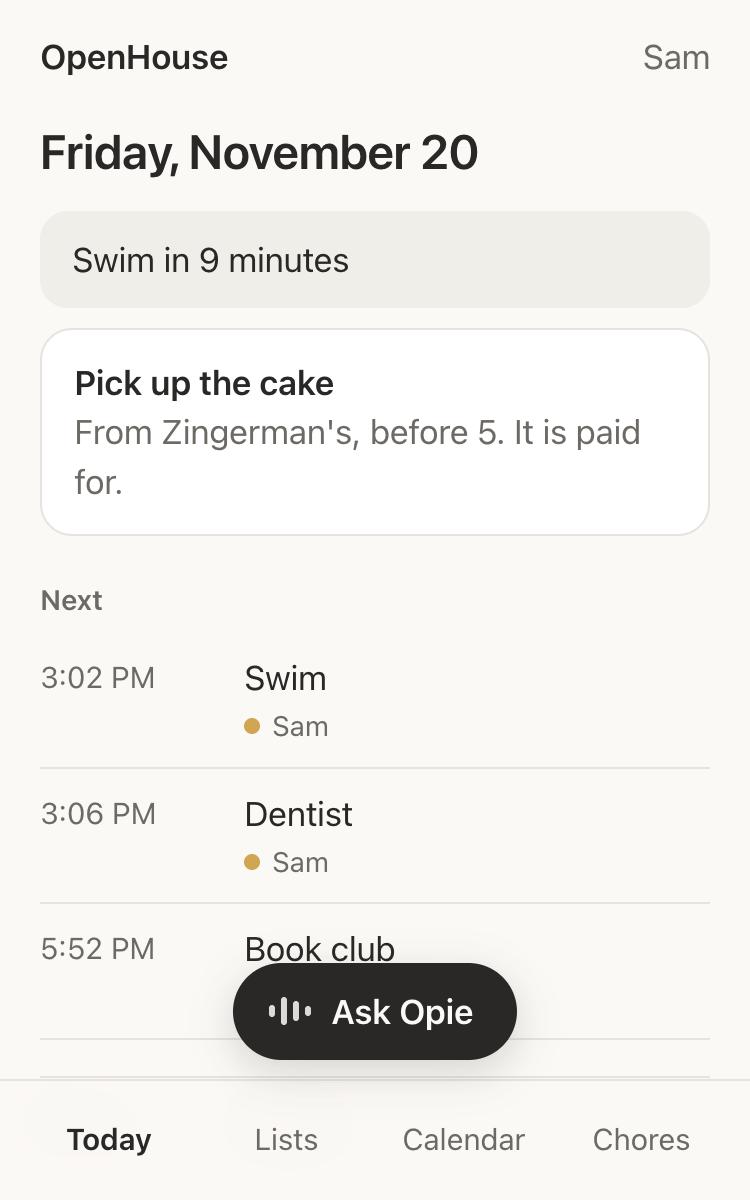 OpenHouse
Sam
Friday, November 20
Swim in 9 minutes
Pick up the cake
From Zingerman's, before 5. It is paid
for.
Next
3:02 PM
Swim
Sam
3:06 PM
Dentist
Sam
5:52 PM
Book club
Ask Opie
Today
Lists
Calendar
Chores